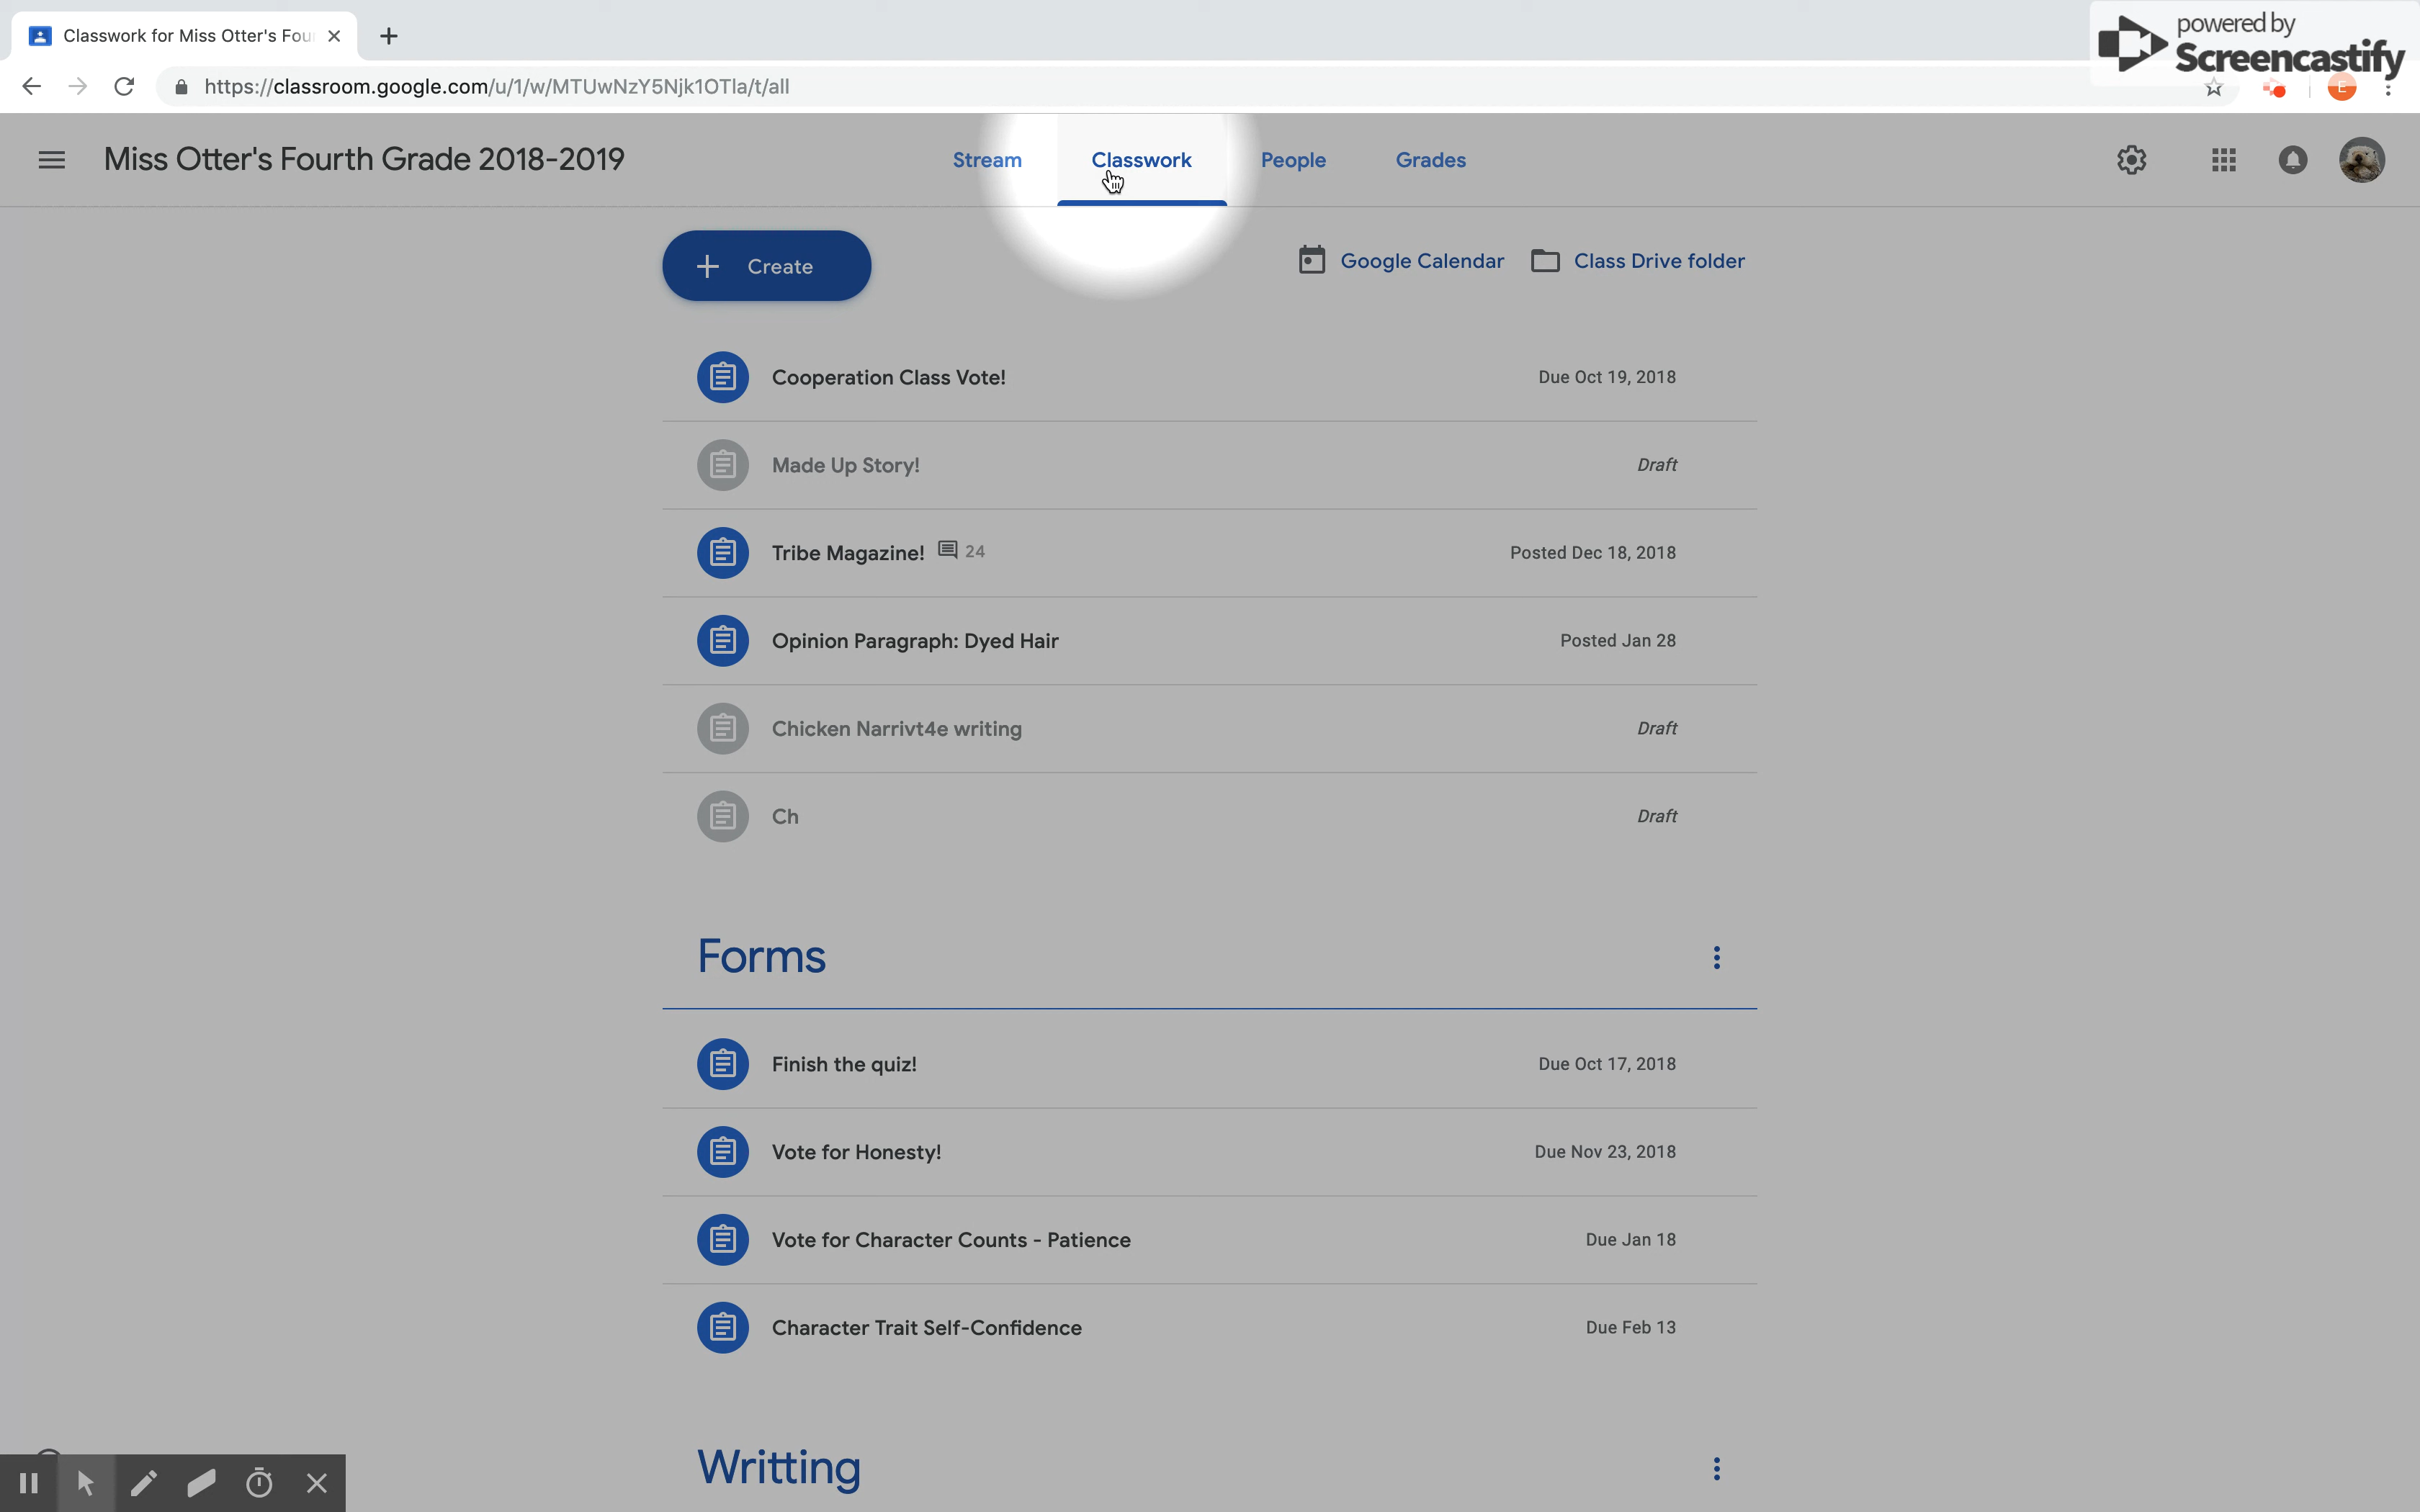 Classwork for Miss Otter's Fou
powered by
Screencastify
https://classroom.google.com/u/1/w/MTUwNzY5Njk1OTIa/t/all
E
Miss Otter's Fourth Grade 2018-2019
Stream
Classwork
People
Grades
Create
Google Calendar
Class Drive folder
Cooperation Class Vote!
Due Oct 19, 2018
Made Up Story!
Draft
Tribe Magazine! 24
Posted Dec 18, 2018
Opinion Paragraph: Dyed Hair
Posted Jan 28
Chicken Narrivt4e writing
Draft
Ch
Draft
Forms
Finish the quiz!
Due Oct 17, 2018
Vote for Honesty!
Due Nov 23, 2018
Vote for Character Counts - Patience
Due Jan 18
Character Trait Self-Confidence
Due Feb 13
Writting